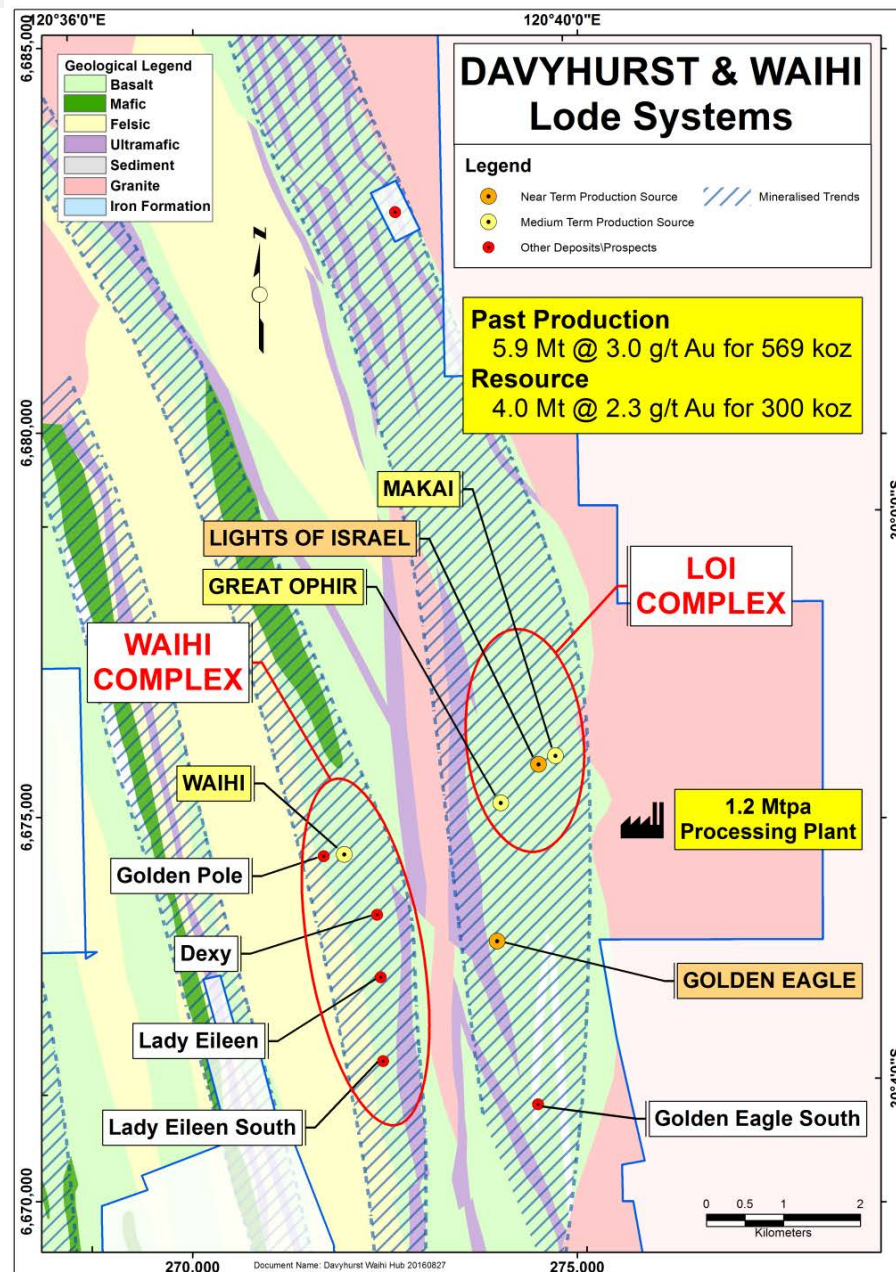 120°36'0"E
120°40'0"E
6,685,000
DAVYHURST & WAIHI
Lode Systems
Geological Legend
Basalt
Mafic
Felsic
Ultramafic
Sediment
Granite
Iron Formation
Legend
Near Term Production Source
Mineralised Trends
Medium Term Production Source
Other Deposits\Prospects
Past Production
5.9 Mt @ 3.0 g/t Au for 569 koz
Resource
4.0 Mt @ 2.3 g/t Au for 300 koz
6,680,000
MAKAI
LIGHTS OF ISRAEL
GREAT OPHIR
LOI
COMPLEX
WAIHI
COMPLEX
WAIHI
6,675,000
1.2 Mtpa
Processing Plant
Golden Pole
Dexy
GOLDEN EAGLE
Lady Eileen
Lady Eileen South
Golden Eagle South
6,670,000
0 0.5 1 2
Kilometers
270,000
Document Name: Davyhurst Waihi Hub 20160827
275,000